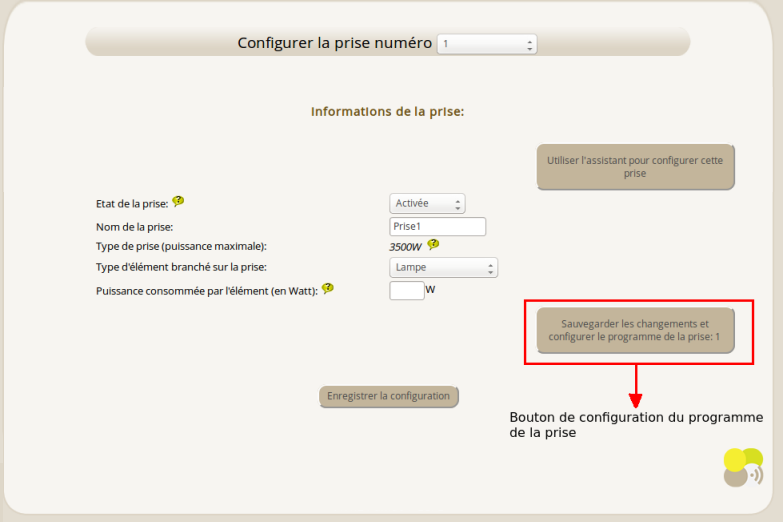 Configurer la prise numéro 1
Informations de la prise:
Utiliser l'assistant pour configurer cette
prise
Etat de la prise: ? Activée
Nom de la prise: Prise1
Type de prise (puissance maximale): 3500W ?
Type d'élément branché sur la prise: Lampe
Puissance consommée par l'élément (en Watt): ? W
Sauvegarder les changements et
configurer le programme de la prise: 1
Enregistrer la configuration
Bouton de configuration du programme
de la prise